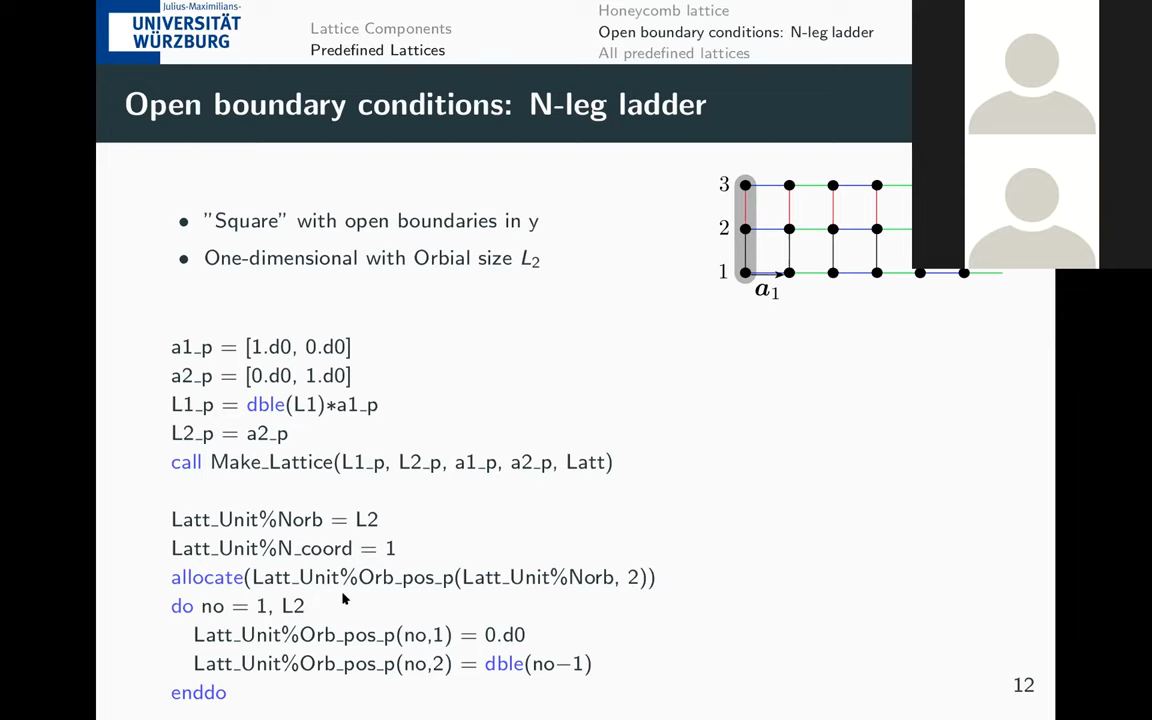 Julius-Maximilians-
UNIVERSITÄT
WÜRZBURG
Lattice Components
Predefined Lattices
Honeycomb lattice
Open boundary conditions: N-leg ladder
All predefined lattices
Open boundary conditions: N-leg ladder
• "Square" with open boundaries in y
• One-dimensional with Orbial size L2
3
2
1
a1
a1_p = [1.d0, 0.d0]
a2_p = [0.d0, 1.d0]
L1_p = dble(L1)*a1_p
L2_p = a2_p
call Make_Lattice(L1_p, L2_p, a1_p, a2_p, Latt)
Latt_Unit%Norb = L2
Latt_Unit%N_coord = 1
allocate(Latt_Unit%Orb_pos_p(Latt_Unit%Norb, 2))
do no = 1, L2
Latt_Unit%Orb_pos_p(no,1) = 0.d0
Latt_Unit%Orb_pos_p(no,2) = dble(no−1)
enddo
12